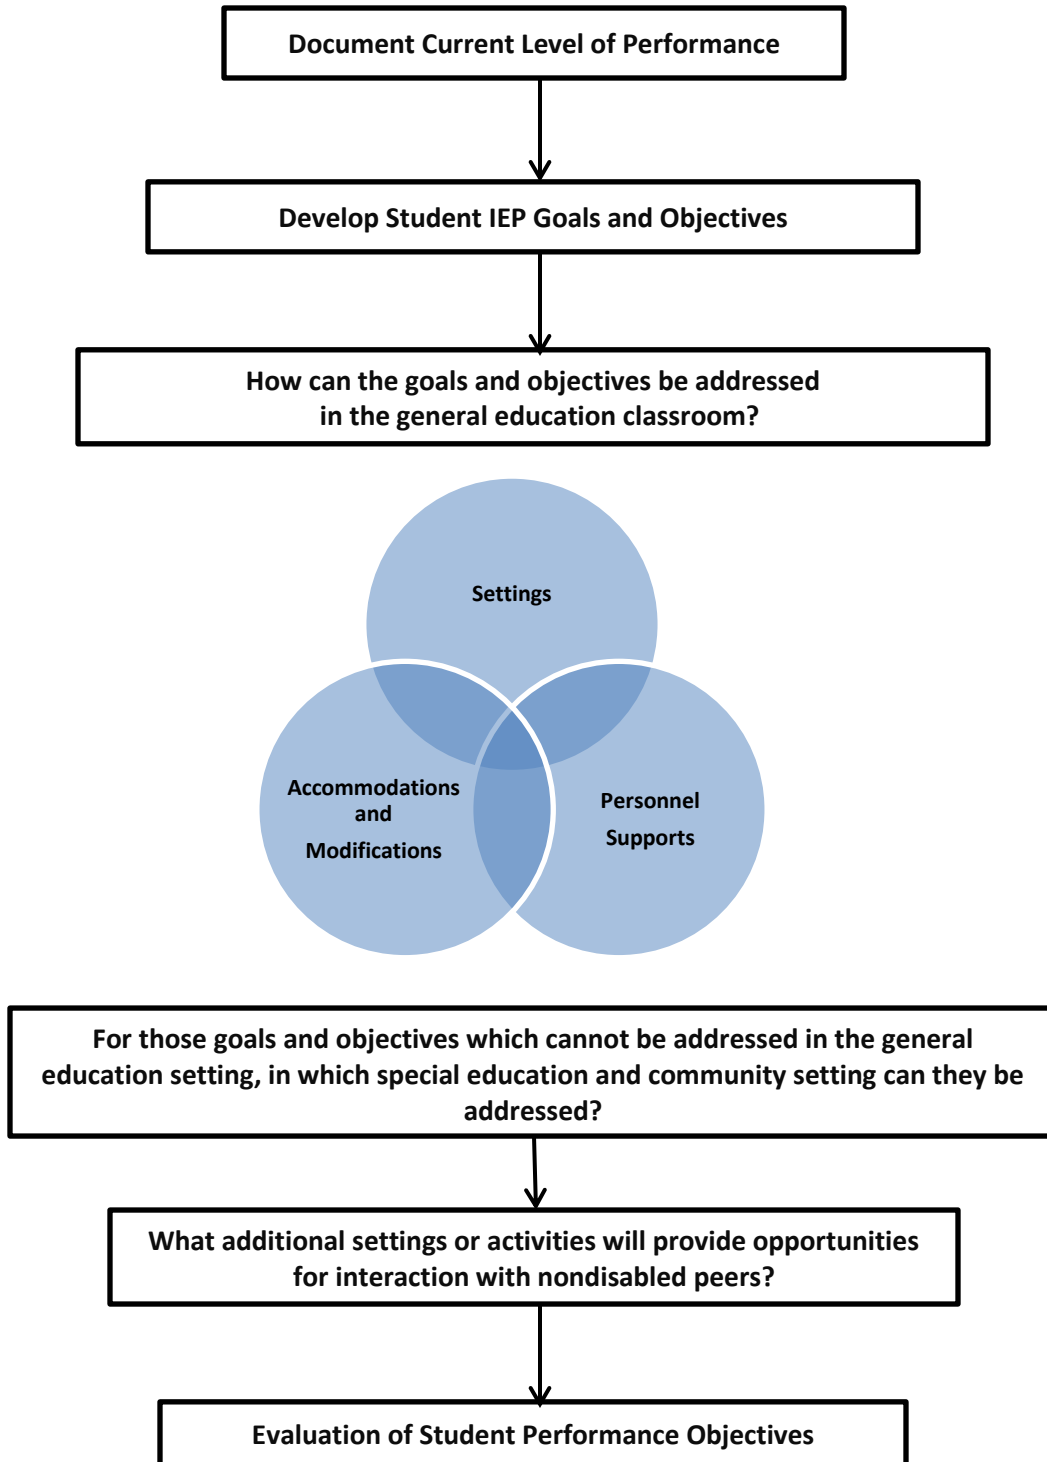 Document Current Level of Performance
Develop Student IEP Goals and Objectives
How can the goals and objectives be addressed
in the general education classroom?
Settings
Accommodations
and
Modifications
Personnel
Supports
For those goals and objectives which cannot be addressed in the general
education setting, in which special education and community setting can they be
addressed?
What additional settings or activities will provide opportunities
for interaction with nondisabled peers?
Evaluation of Student Performance Objectives